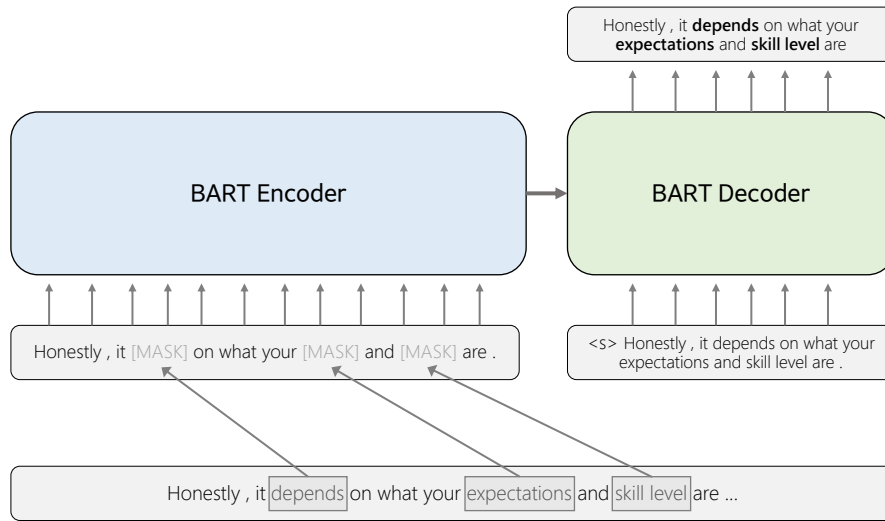 Honestly , it depends on what your
expectations and skill level are
BART Encoder
BART Decoder
Honestly , it [MASK] on what your [MASK] and [MASK] are .
<s> Honestly , it depends on what your
expectations and skill level are .
Honestly , it depends on what your expectations and skill level are ...